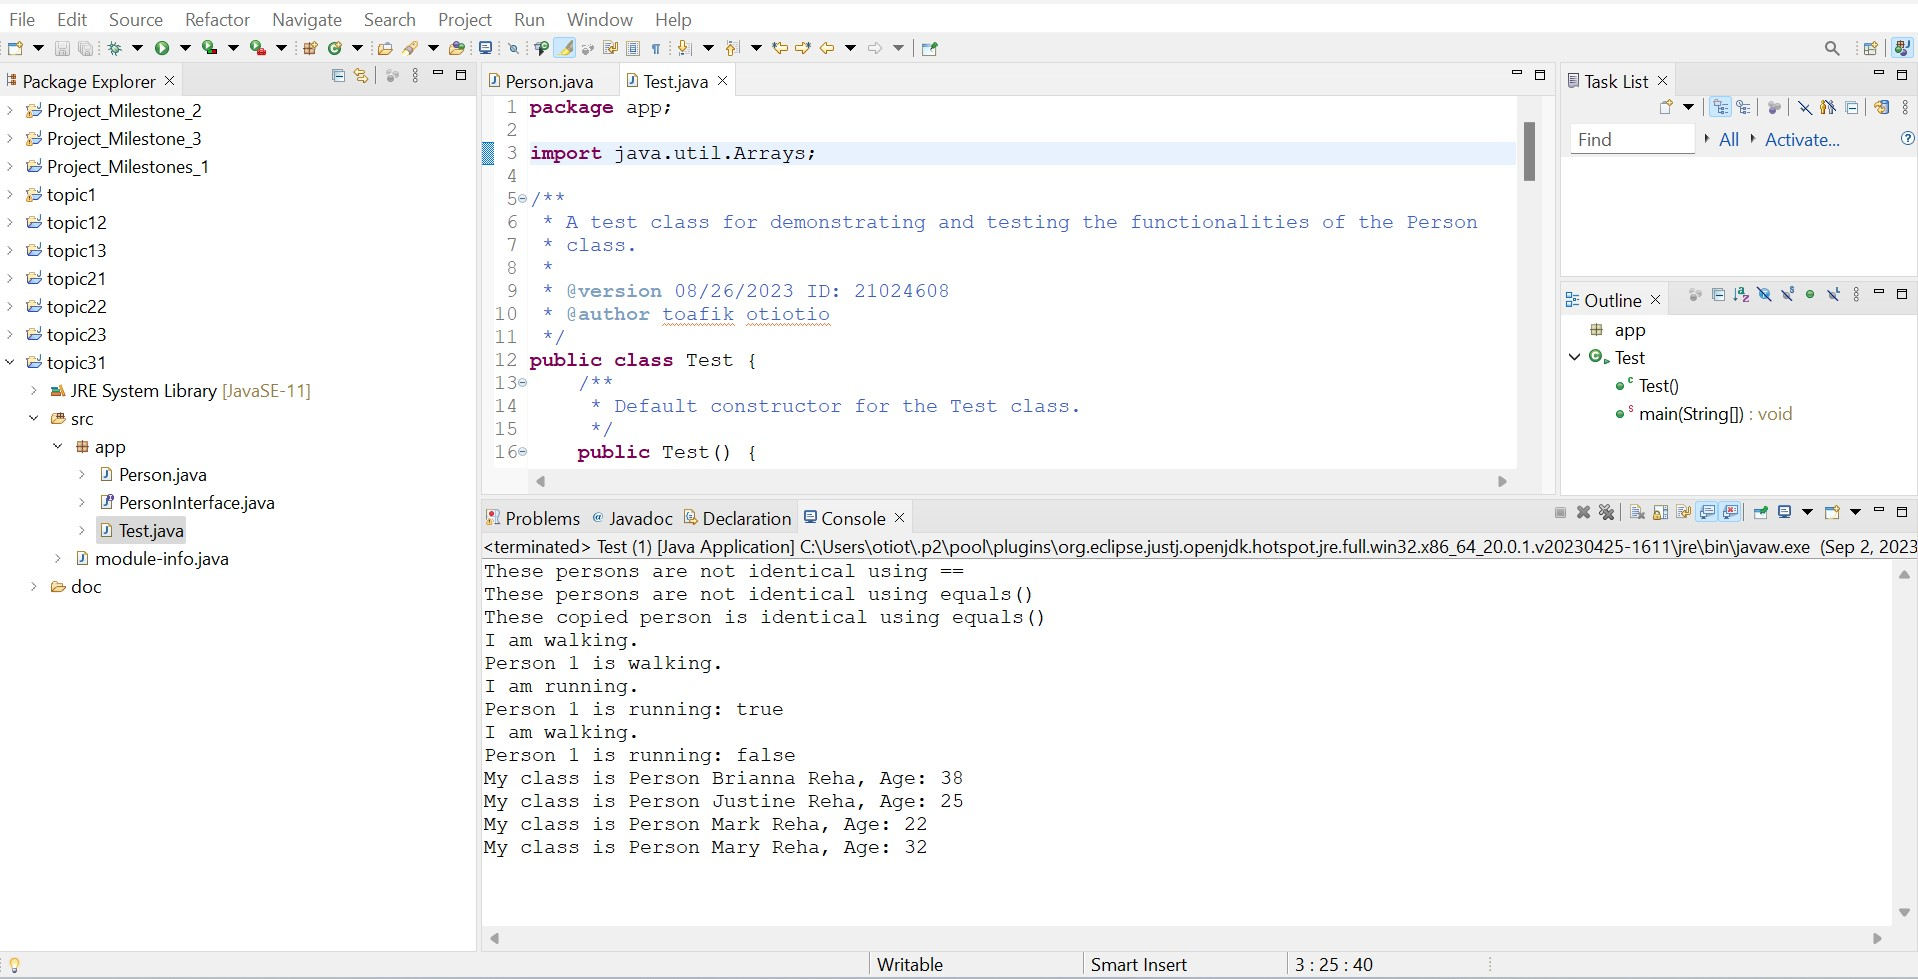 File Edit Source Refactor Navigate Search Project Run Window Help
Package Explorer
Project_Milestone_2
Project_Milestone_3
Project_Milestones_1
topic1
topic12
topic13
topic21
topic22
topic23
topic31
JRE System Library [JavaSE-11]
src
app
Person.java
PersonInterface.java
Test.java
module-info.java
doc
Person.java Test.java
1 package app;
2
3 import java.util.Arrays;
4
5 /**
6 * A test class for demonstrating and testing the functionalities of the Person
7 * class.
8 *
9 * @version 08/26/2023 ID: 21024608
10 * @author toafik otiotio
11 */
12 public class Test {
13 /**
14 * Default constructor for the Test class.
15 */
16 public Test() {
Problems @ Javadoc Declaration Console
<terminated> Test (1) [Java Application] C:\Users\otiot\.p2\pool\plugins\org.eclipse.justj.openjdk.hotspot.jre.full.win32.x86_64_20.0.1.v20230425-1611\jre\bin\javaw.exe (Sep 2, 2023
These persons are not identical using ==
These persons are not identical using equals()
These copied person is identical using equals()
I am walking.
Person 1 is walking.
I am running.
Person 1 is running: true
I am walking.
Person 1 is running: false
My class is Person Brianna Reha, Age: 38
My class is Person Justine Reha, Age: 25
My class is Person Mark Reha, Age: 22
My class is Person Mary Reha, Age: 32
Task List
Find All Activate...
Outline
app
Test
Test()
main(String[]) : void
Writable Smart Insert 3 : 25 : 40